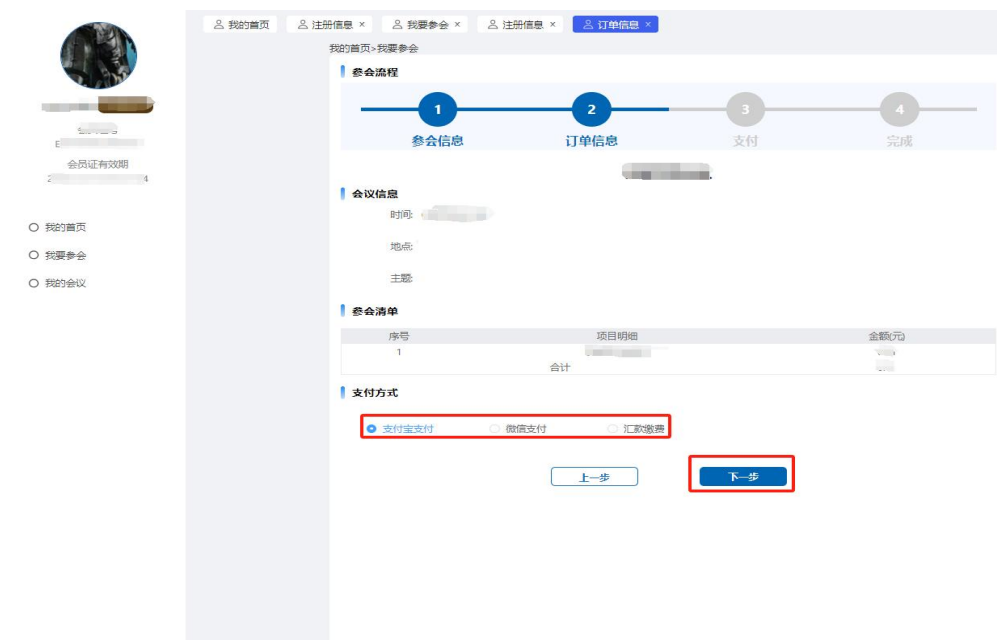 我的首页 注册信息 × 我要参会 × 注册信息 × 订单信息 ×
我的首页>我要参会
参会流程
1 2 3 4
参会信息 订单信息 支付 完成
会员证有效期
我的首页
我要参会
我的会议
会议信息
时间:
地点:
主题:
参会清单
序号 项目明细 金额(元)
1
合计
支付方式
支付宝支付 微信支付 汇款缴费
上一步 下一步